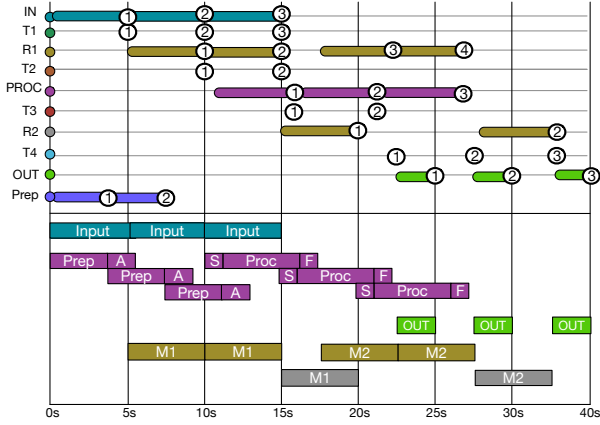 IN 1 2 3
T1 1 2 3
R1 1 2 3 4
T2 1 2
PROC 1 2 3
T3 1 2
R2 1 2
T4 1 2 3
OUT 1 2 3
Prep 1 2
Input Input Input
Prep A S Proc F
Prep A S Proc F
Prep A S Proc F
OUT OUT OUT
M1 M1 M2 M2
M1 M2
0s 5s 10s 15s 20s 25s 30s 35s 40s